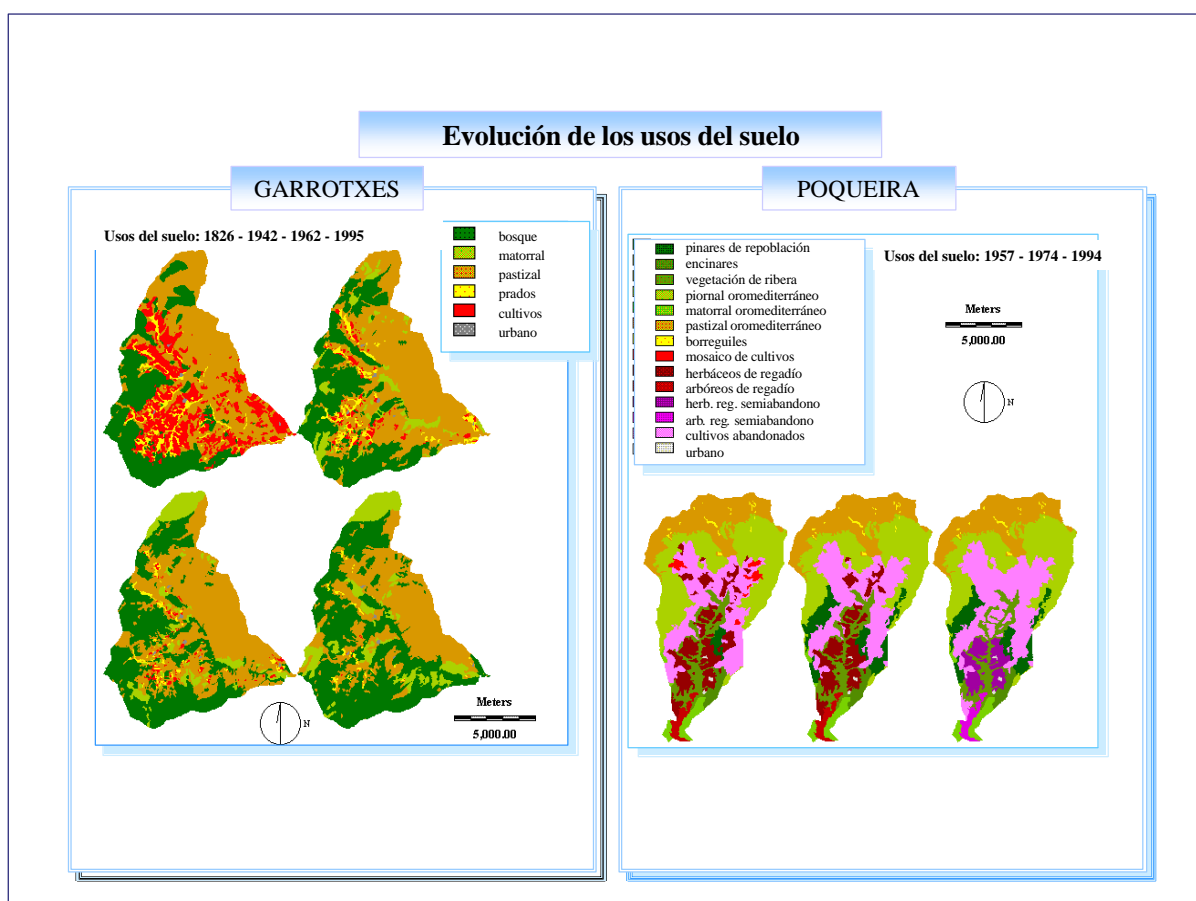 Evolución de los usos del suelo
GARROTXES
Usos del suelo: 1826 - 1942 - 1962 - 1995
bosque
matorral
pastizal
prados
cultivos
urbano
N
Meters
5,000.00
POQUEIRA
pinares de repoblación
encinares
vegetación de ribera
piornal oromediterráneo
matorral oromediterráneo
pastizal oromediterráneo
borreguiles
mosaico de cultivos
herbáceos de regadío
arbóreos de regadío
herb. reg. semiabandono
arb. reg. semiabandono
cultivos abandonados
urbano
Usos del suelo: 1957 - 1974 - 1994
Meters
5,000.00
N